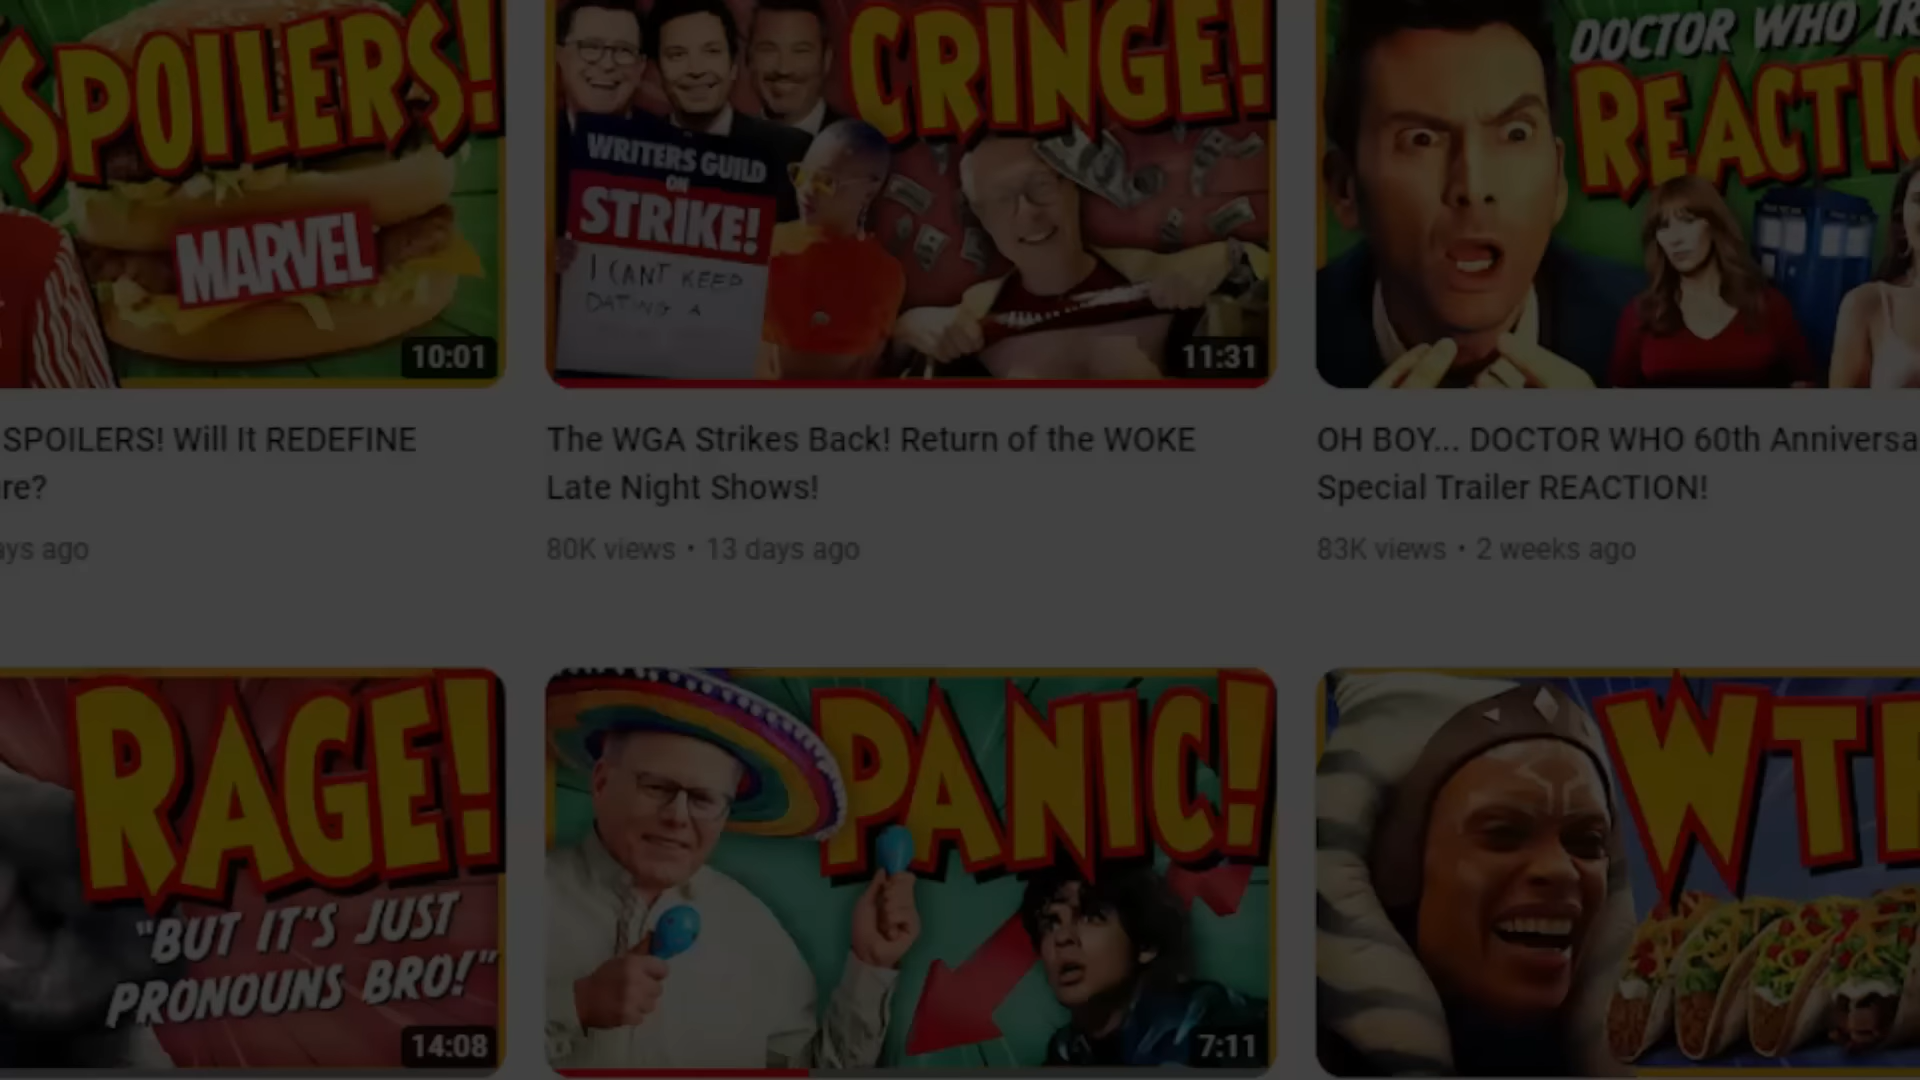 SPOILERS!
MARVEL
10:01
CRINGE!
WRITERS GUILD
ON
STRIKE!
I CANT KEEP
DATING A
11:31
DOCTOR WHO TR
REACTIO
SPOILERS! Will It REDEFINE
re?
ays ago
The WGA Strikes Back! Return of the WOKE
Late Night Shows!
80K views • 13 days ago
OH BOY... DOCTOR WHO 60th Anniversa
Special Trailer REACTION!
83K views • 2 weeks ago
RAGE!
"BUT IT'S JUST
PRONOUNS BRO!"
14:08
PANIC!
7:11
WTF